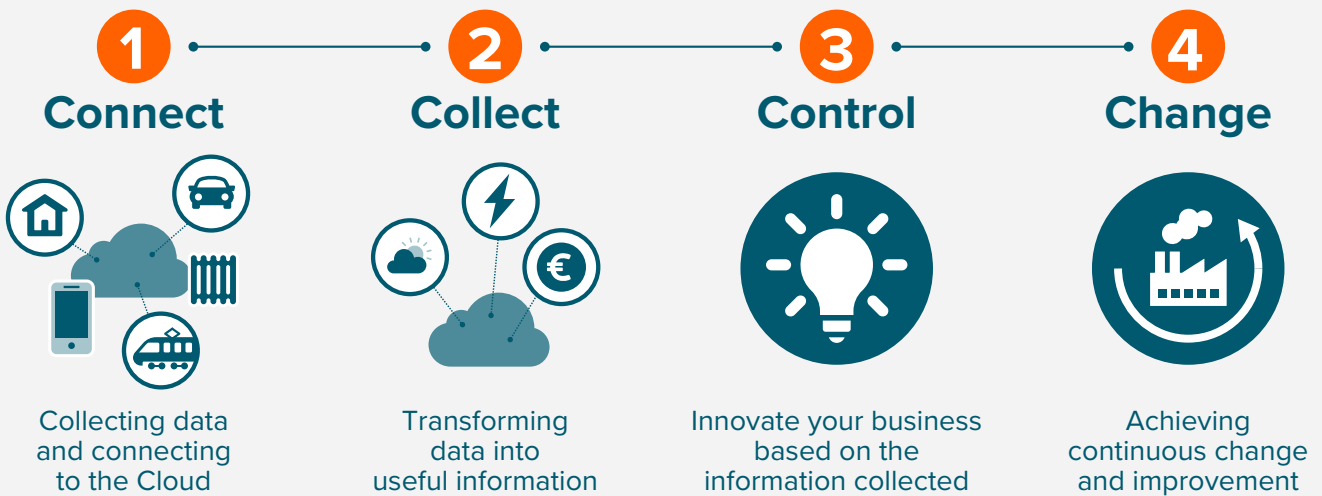 1
Connect
Collecting data
and connecting
to the Cloud
2
Collect
€
Transforming
data into
useful information
3
Control
Innovate your business
based on the
information collected
4
Change
Achieving
continuous change
and improvement